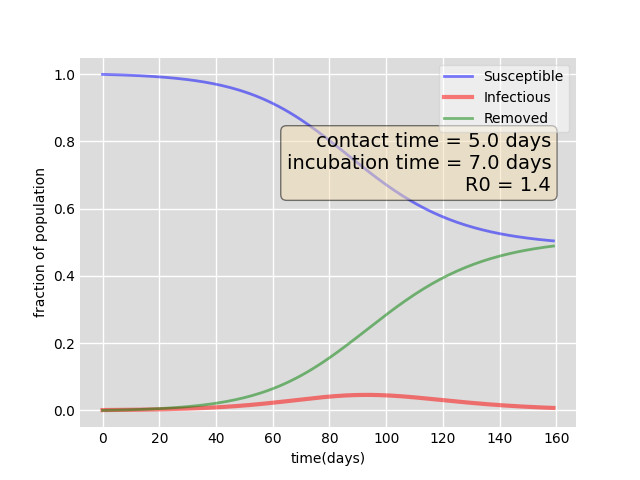 Susceptible
Infectious
Removed
contact time = 5.0 days
incubation time = 7.0 days
R0 = 1.4
fraction of population
1.0
0.8
0.6
0.4
0.2
0.0
0 20 40 60 80 100 120 140 160
time(days)